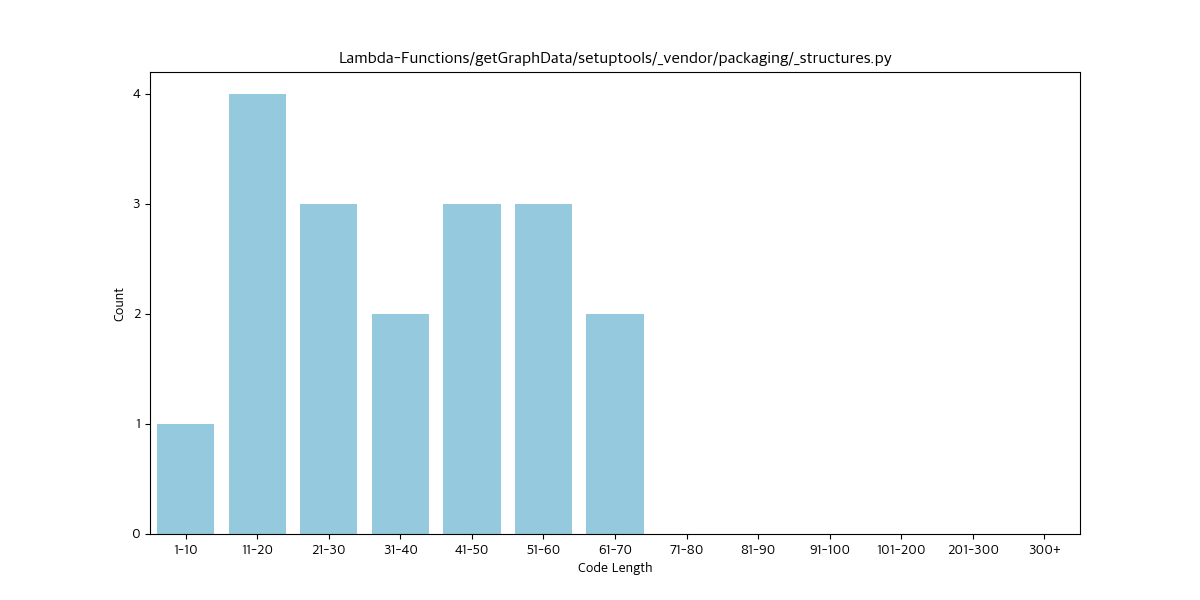 Lambda-Functions/getGraphData/setuptools/_vendor/packaging/_structures.py
4
3
2
1
0
Count
1-10 11-20 21-30 31-40 41-50 51-60 61-70 71-80 81-90 91-100 101-200 201-300 300+
Code Length